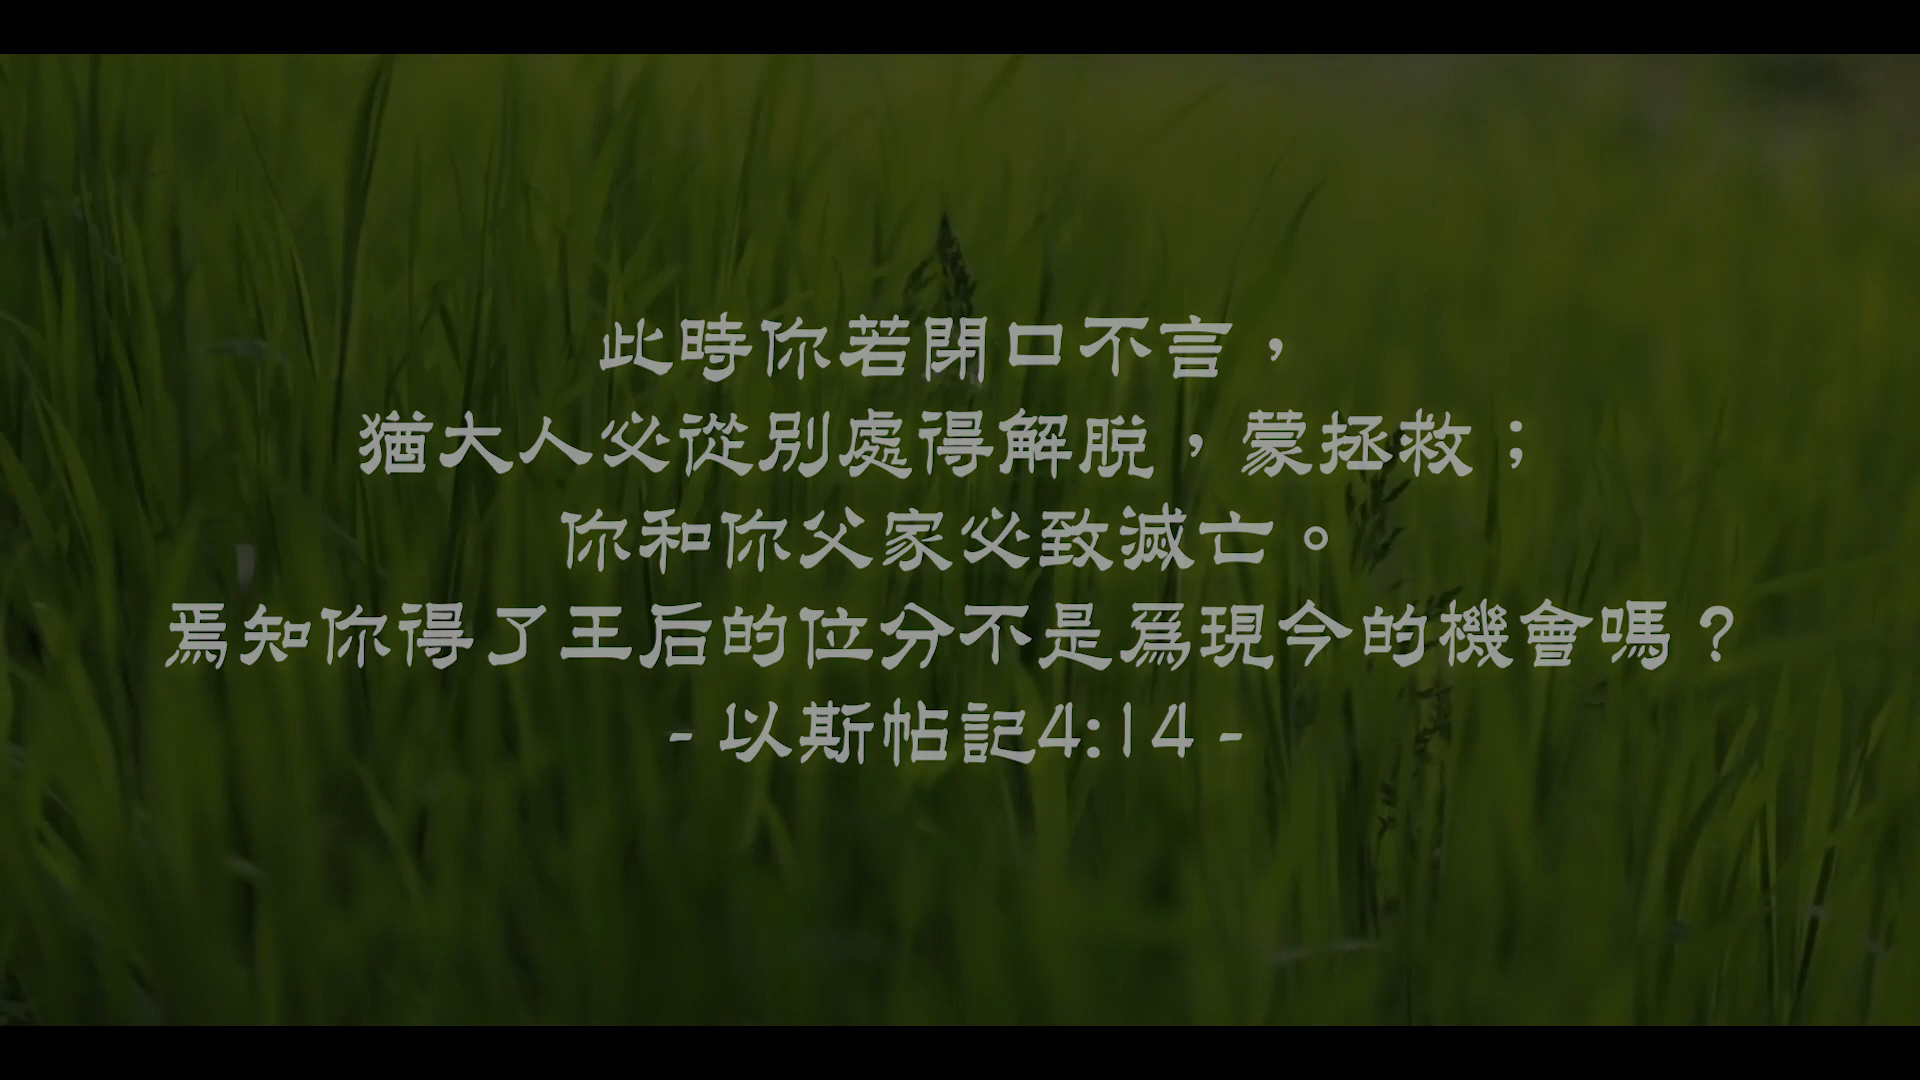 此時你若閉口不言，
猶大人必從別處得解脫，蒙拯救；
你和你父家必致滅亡。
焉知你得了王后的位分不是為現今的機會嗎？
- 以斯帖記4:14 -